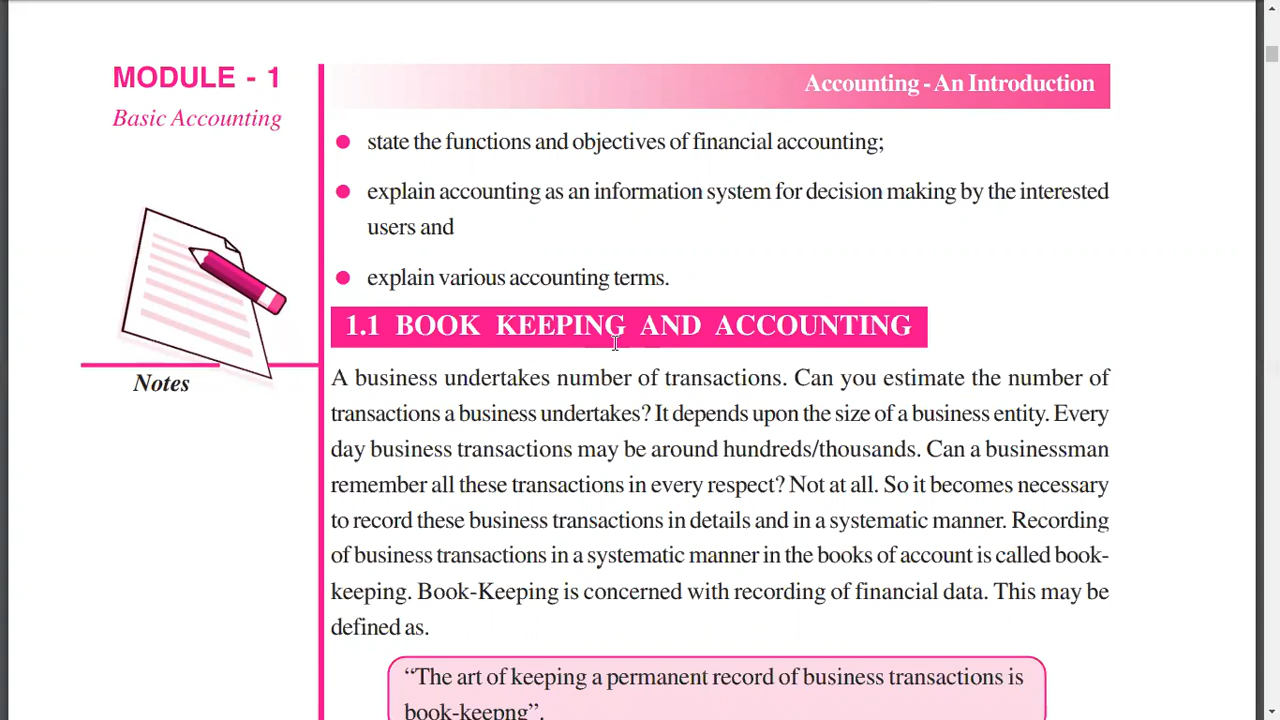 MODULE - 1
Basic Accounting
Notes
Accounting - An Introduction
state the functions and objectives of financial accounting;
explain accounting as an information system for decision making by the interested
users and
explain various accounting terms.
1.1 BOOK KEEPING AND ACCOUNTING
A business undertakes number of transactions. Can you estimate the number of
transactions a business undertakes? It depends upon the size of a business entity. Every
day business transactions may be around hundreds/thousands. Can a businessman
remember all these transactions in every respect? Not at all. So it becomes necessary
to record these business transactions in details and in a systematic manner. Recording
of business transactions in a systematic manner in the books of account is called book-
keeping. Book-Keeping is concerned with recording of financial data. This may be
defined as.
“The art of keeping a permanent record of business transactions is
book-keepng”.